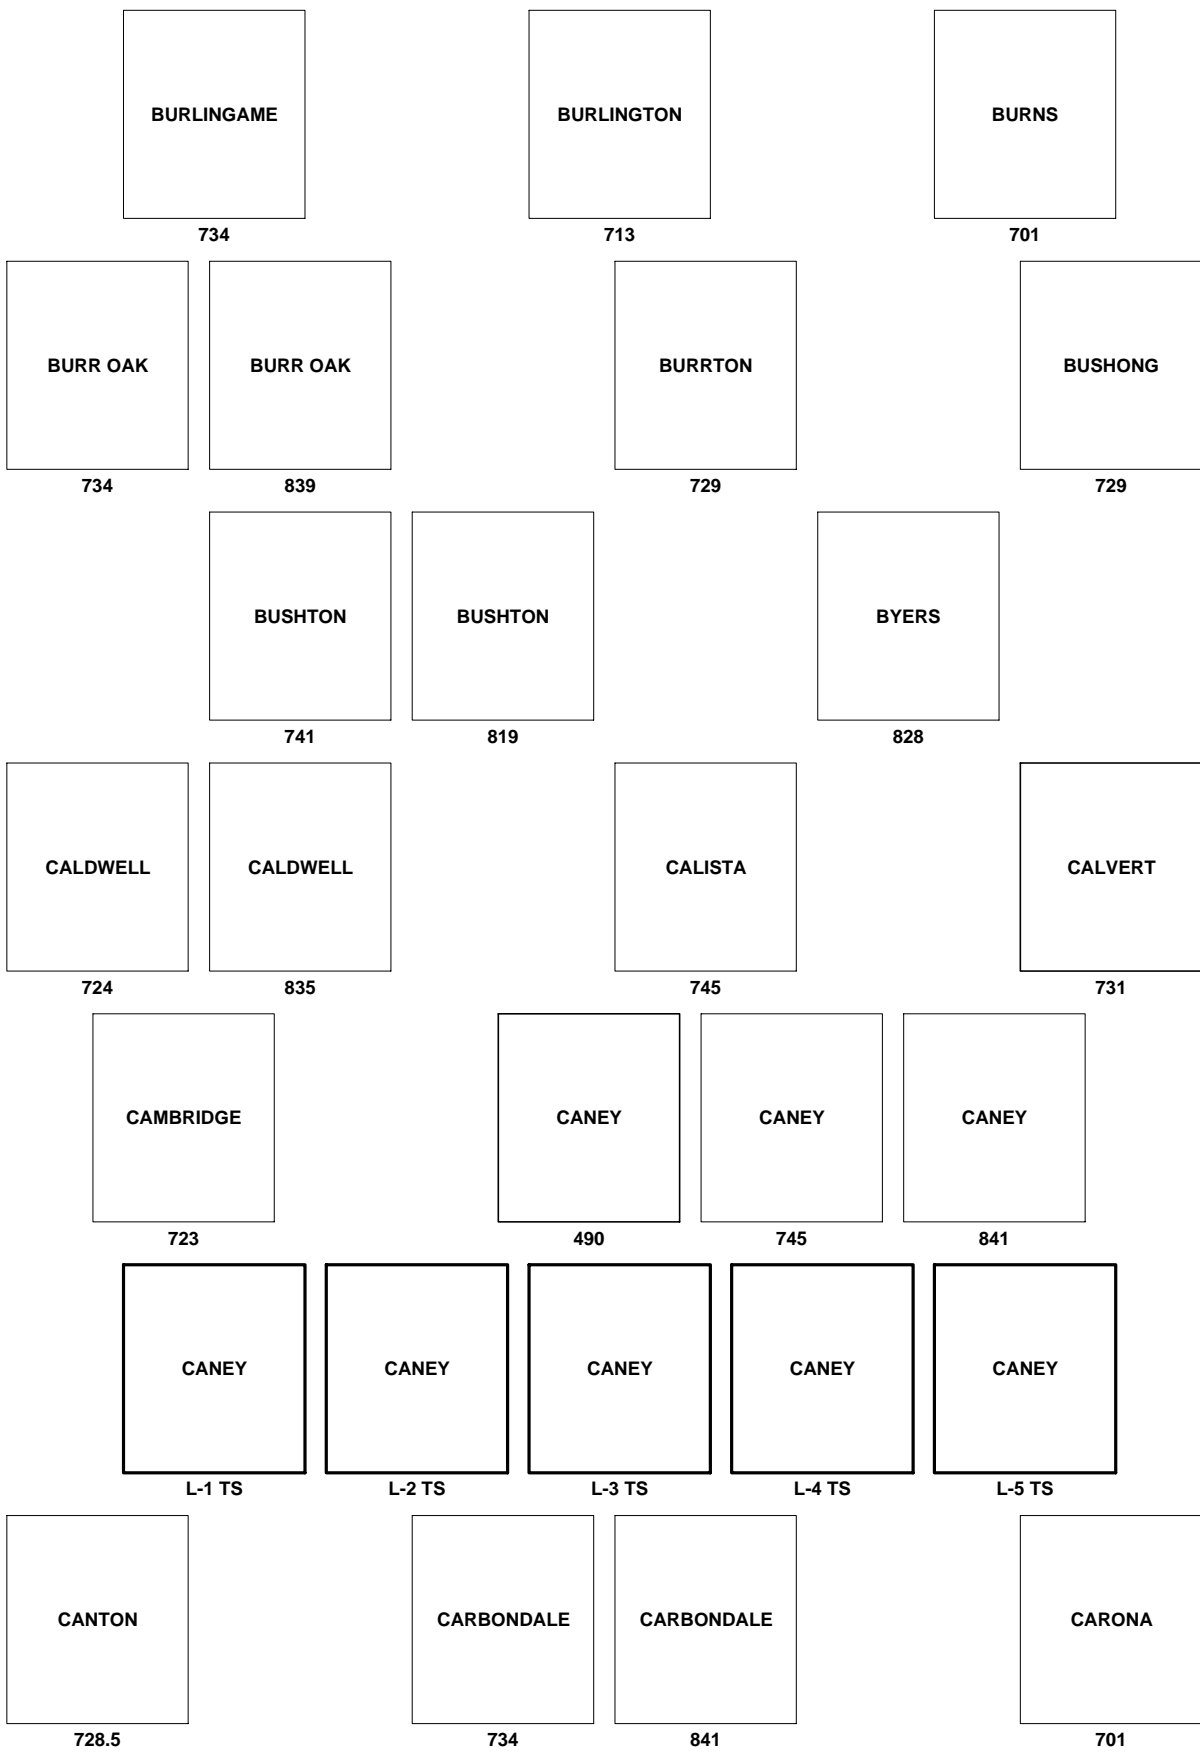 BURLINGAME BURLINGTON BURNS
734 713 701
BURR OAK BURR OAK BURRTON BUSHONG
734 839 729 729
BUSHTON BUSHTON BYERS
741 819 828
CALDWELL CALDWELL CALISTA CALVERT
724 835 745 731
CAMBRIDGE CANEY CANEY CANEY
723 490 745 841
CANEY CANEY CANEY CANEY CANEY
L-1 TS L-2 TS L-3 TS L-4 TS L-5 TS
CANTON CARBONDALE CARBONDALE CARONA
728.5 734 841 701